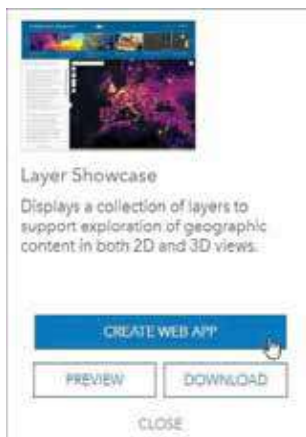 Layer Showcase
Displays a collection of layers to
support exploration of geographic
content in both 2D and 3D views.
CREATE WEB APP
PREVIEW
DOWNLOAD
CLOSE